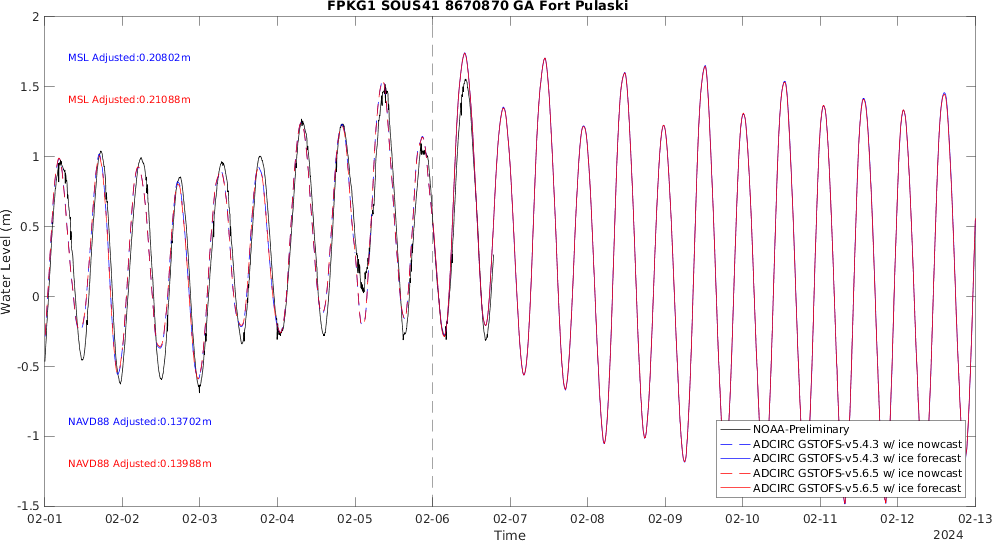 FPKG1 SOUS41 8670870 GA Fort Pulaski
MSL Adjusted:0.20802m
MSL Adjusted:0.21088m
NAVD88 Adjusted:0.13702m
NAVD88 Adjusted:0.13988m
Water Level (m)
2
1.5
1
0.5
0
-0.5
-1
-1.5
NOAA-Preliminary
ADCIRC GSTOFS-v5.4.3 w/ ice nowcast
ADCIRC GSTOFS-v5.4.3 w/ ice forecast
ADCIRC GSTOFS-v5.6.5 w/ ice nowcast
ADCIRC GSTOFS-v5.6.5 w/ ice forecast
02-01 02-02 02-03 02-04 02-05 02-06 02-07 02-08 02-09 02-10 02-11 02-12 02-13
Time
2024